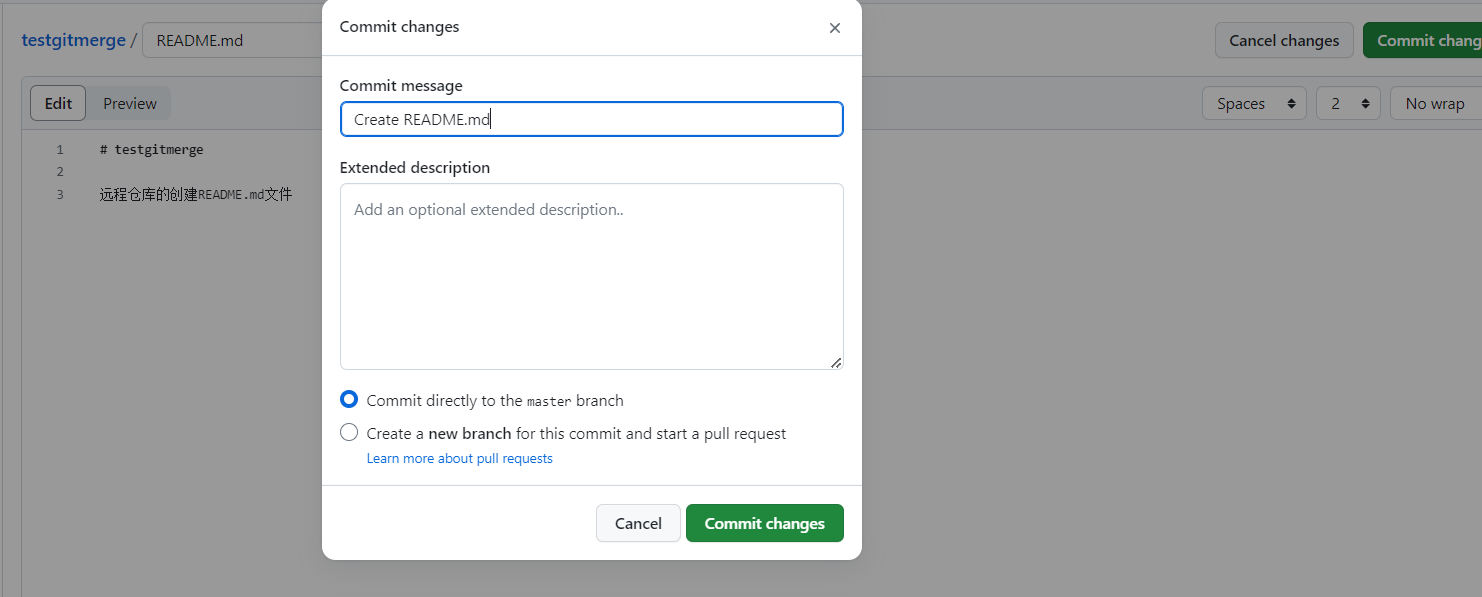 testgitmerge / README.md
Cancel changes
Commit chang
Edit
Preview
Spaces
2
No wrap
1 # testgitmerge
2
3 远程仓库的创建README.md文件
Commit changes
Commit message
Create README.md
Extended description
Add an optional extended description..
Commit directly to the master branch
Create a new branch for this commit and start a pull request
Learn more about pull requests
Cancel
Commit changes